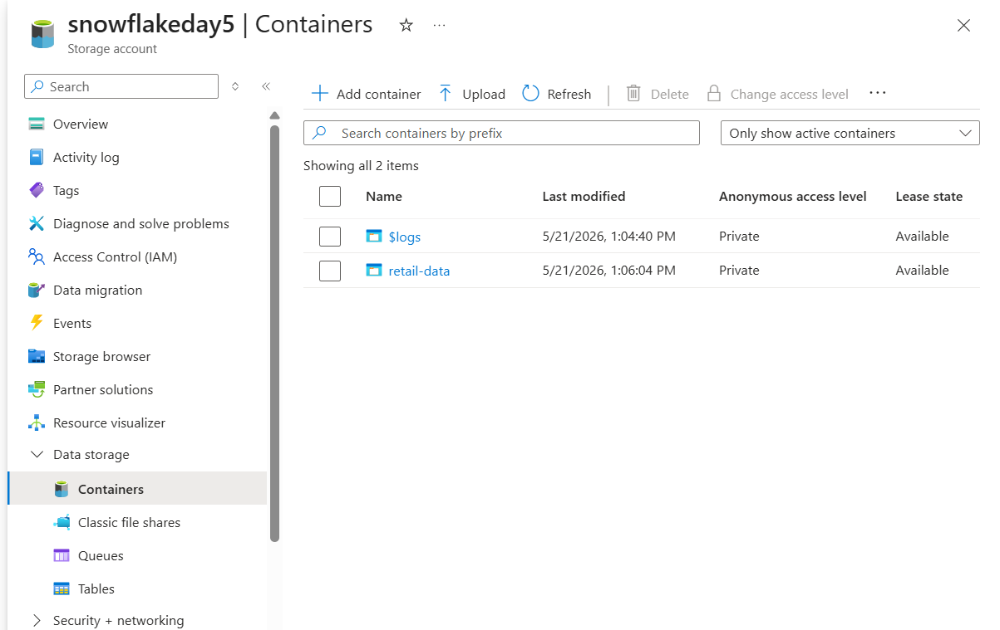 snowflakeday5 | Containers
Storage account
Search
Overview
Activity log
Tags
Diagnose and solve problems
Access Control (IAM)
Data migration
Events
Storage browser
Partner solutions
Resource visualizer
Data storage
Containers
Classic file shares
Queues
Tables
Security + networking
Add container Upload Refresh Delete Change access level
Search containers by prefix
Only show active containers
Showing all 2 items
Name Last modified Anonymous access level Lease state
$logs 5/21/2026, 1:04:40 PM Private Available
retail-data 5/21/2026, 1:06:04 PM Private Available